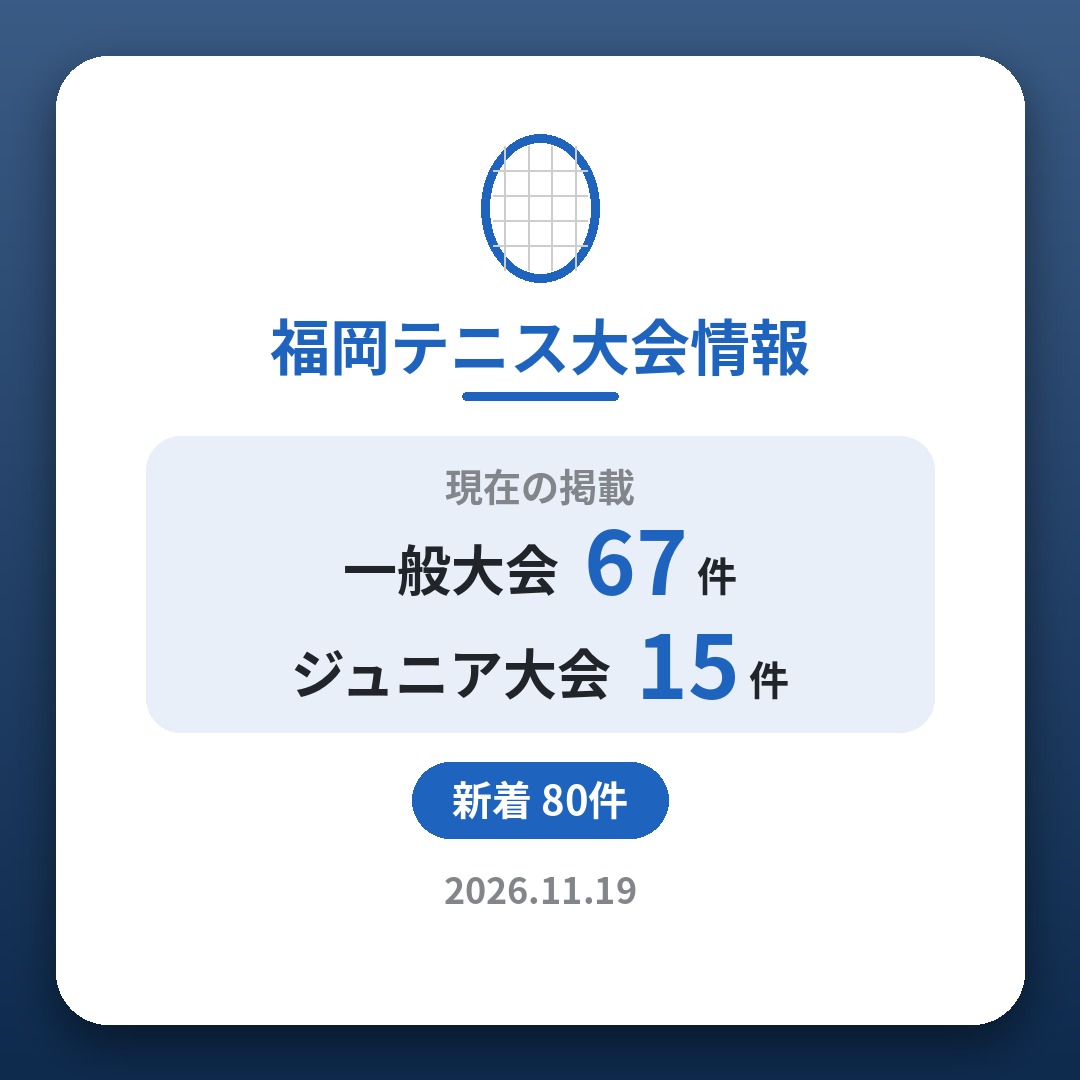 福岡テニス大会情報
現在の掲載
一般大会 67 件
ジュニア大会 15 件
新着 80件
2026.11.19